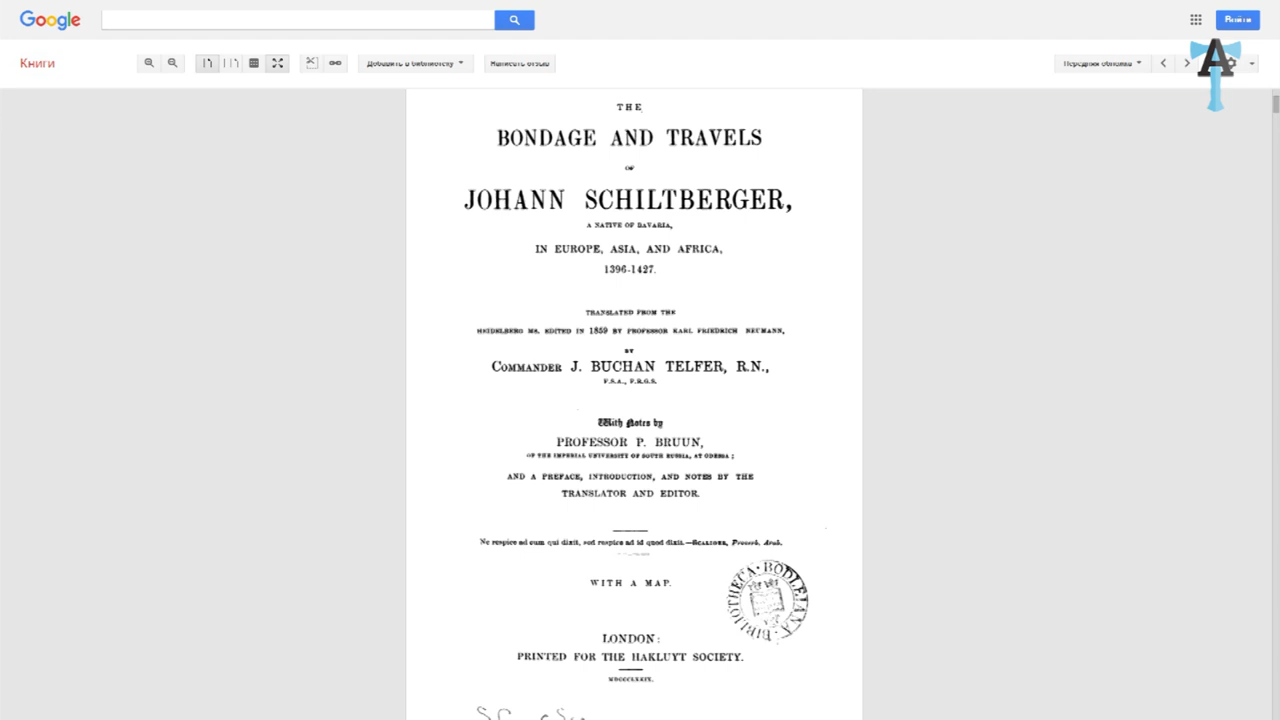 Google
Войти
Книги
Добавить в библиотеку
Написать отзыв
Передняя обложка
A
THE
BONDAGE AND TRAVELS
OF
JOHANN SCHILTBERGER,
A NATIVE OF BAVARIA,
IN EUROPE, ASIA, AND AFRICA,
1396-1427.
TRANSLATED FROM THE
HEIDELBERG MS. EDITED IN 1859 BY PROFESSOR KARL FRIEDRICH NEUMANN,
BY
COMMANDER J. BUCHAN TELFER, R.N.,
F.S.A., F.R.G.S.
With Notes by
PROFESSOR P. BRUUN,
OF THE IMPERIAL UNIVERSITY OF SOUTH RUSSIA, AT ODESSA;
AND A PREFACE, INTRODUCTION, AND NOTES BY THE
TRANSLATOR AND EDITOR.
Ne respice ad eum qui dixit, sed respice ad id quod dixit.—SCALIGER, Proverb. Arab.
WITH A MAP.
BIBLIOTHECA BODLEIANA
LONDON:
PRINTED FOR THE HAKLUYT SOCIETY.
MDCCCLXXIX.